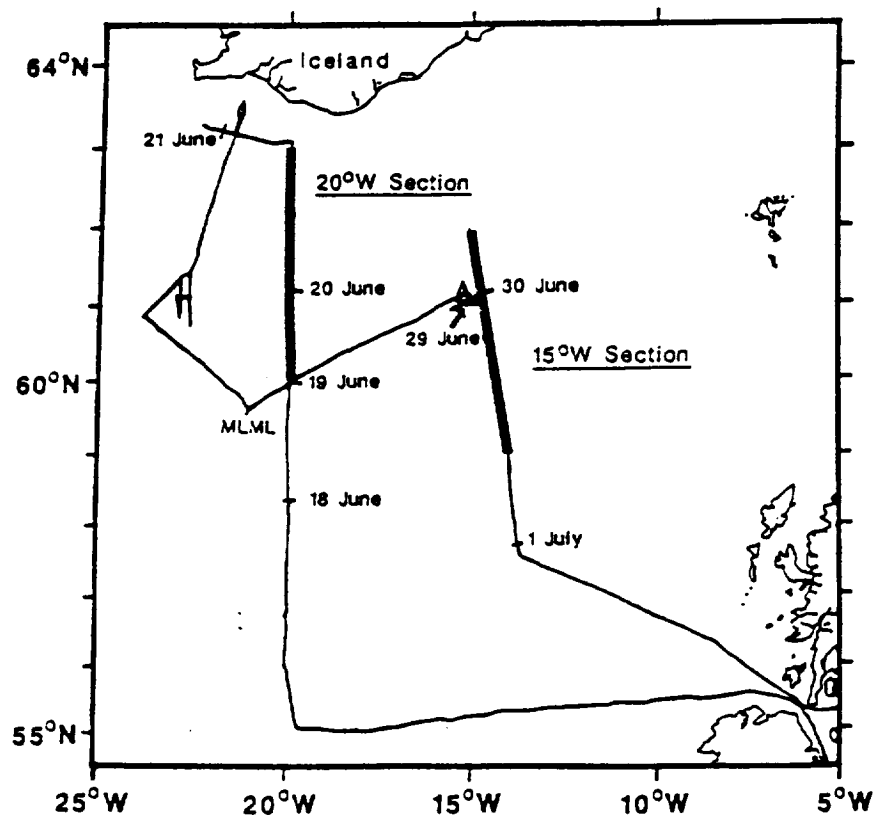 64°N
Iceland
21 June
20°W Section
20 June
30 June
29 June
15°W Section
60°N
19 June
MLML
18 June
1 July
55°N
25°W
20°W
15°W
10°W
5°W